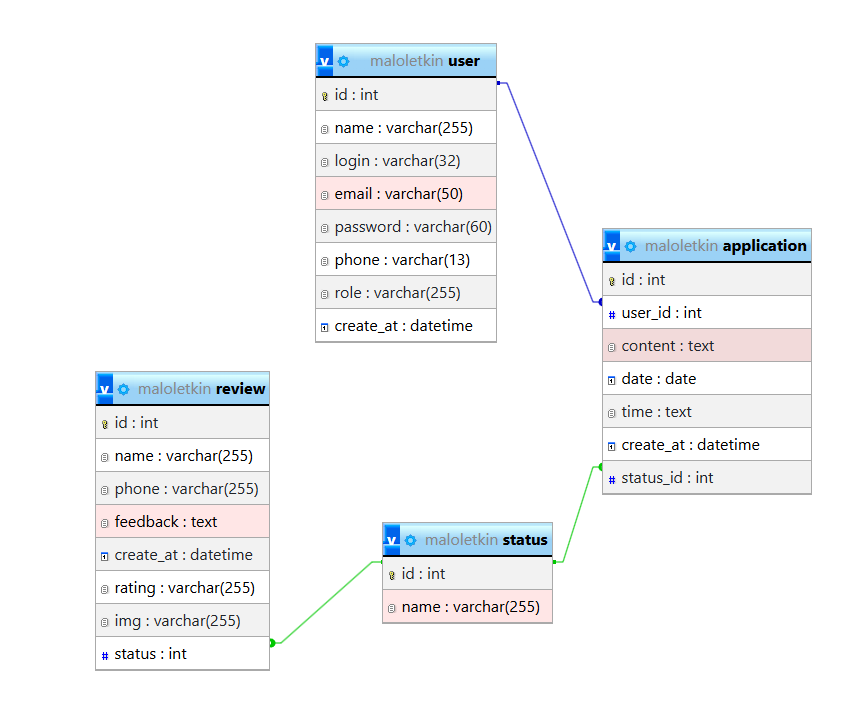 v maloletkin user
id : int
name : varchar(255)
login : varchar(32)
email : varchar(50)
password : varchar(60)
phone : varchar(13)
role : varchar(255)
create_at : datetime
v maloletkin application
id : int
# user_id : int
content : text
date : date
time : text
create_at : datetime
# status_id : int
v maloletkin review
id : int
name : varchar(255)
phone : varchar(255)
feedback : text
create_at : datetime
rating : varchar(255)
img : varchar(255)
# status : int
v maloletkin status
id : int
name : varchar(255)